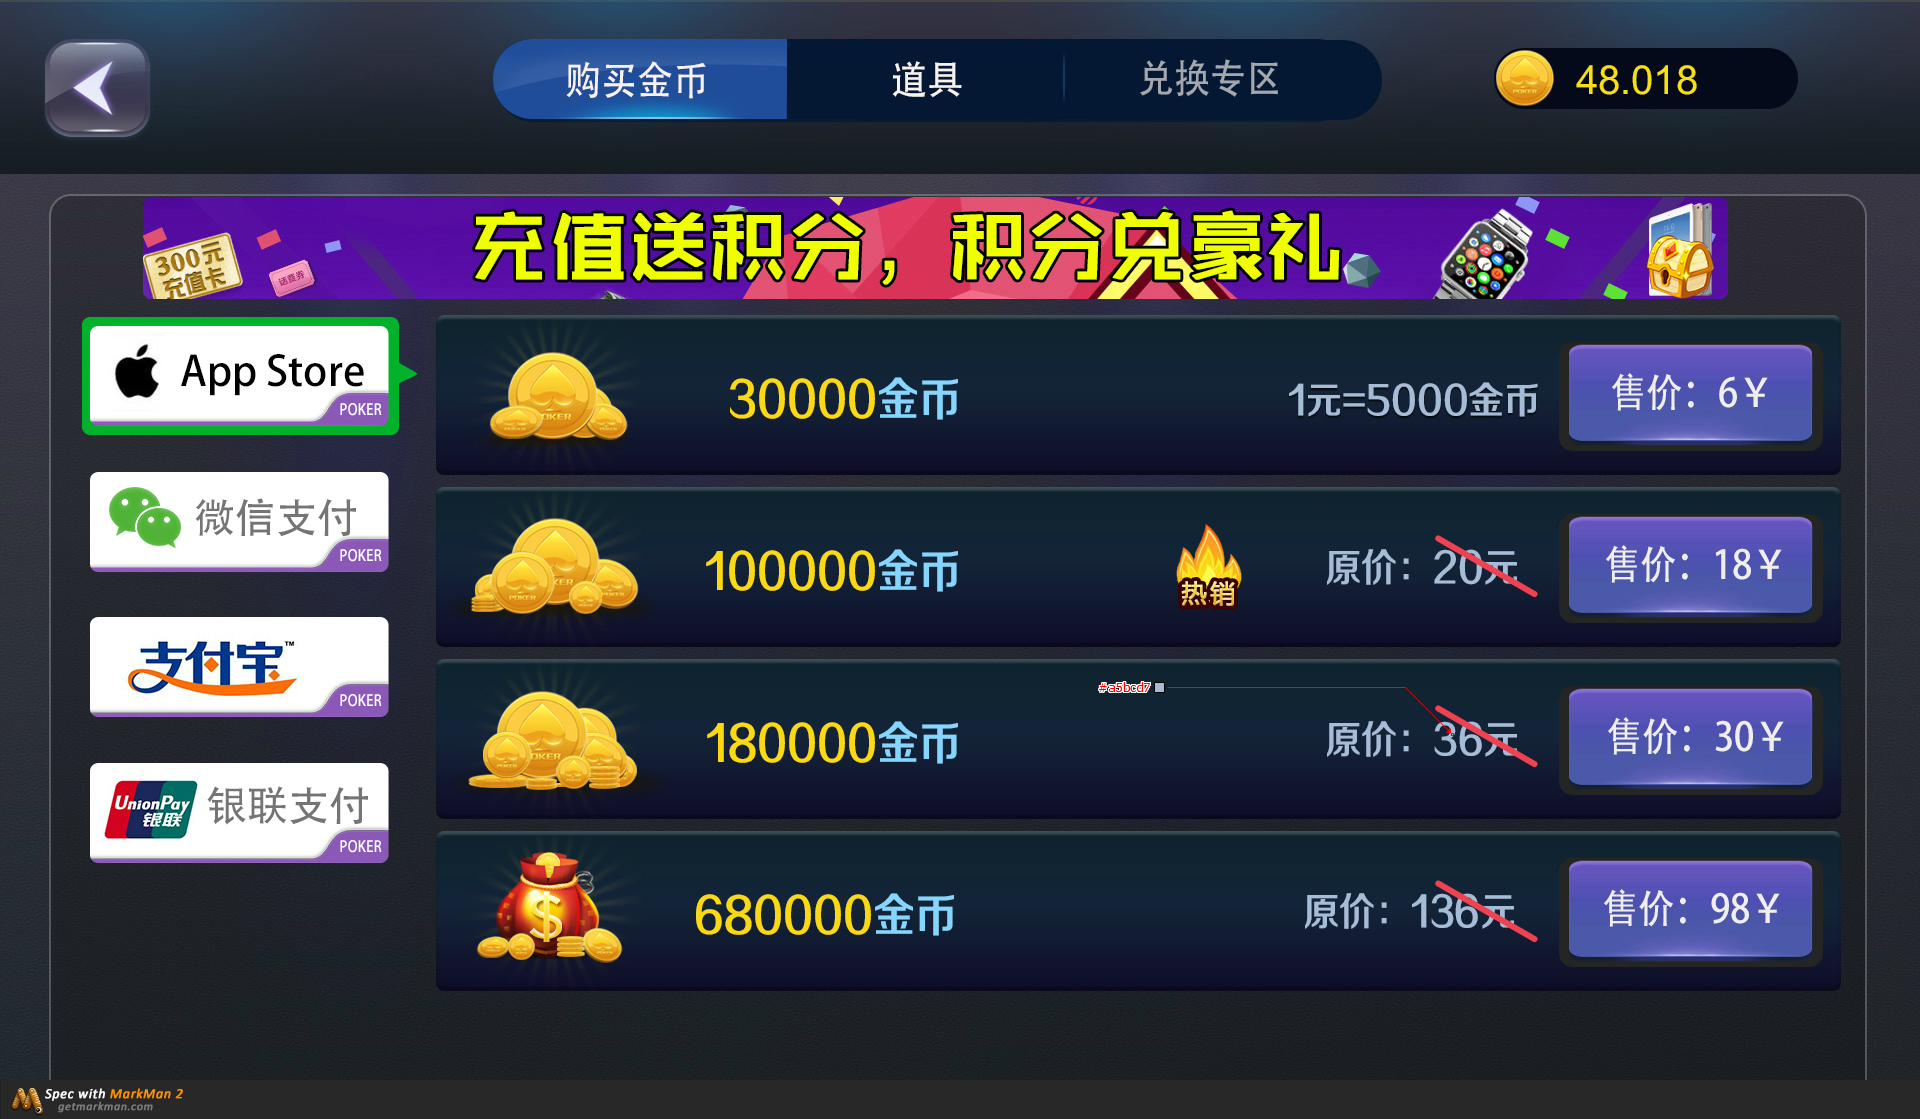 购买金币
道具
兑换专区
48.018
300元
充值卡
话费券
充值送积分，积分兑豪礼
App Store
POKER
30000金币
1元=5000金币
售价：6￥
微信支付
POKER
100000金币
热销
原价：20元
售价：18￥
支付宝™
POKER
#a5bcd7
180000金币
原价：36元
售价：30￥
UnionPay
银联
银联支付
POKER
680000金币
原价：136元
售价：98￥
Spec with MarkMan 2
getmarkman.com